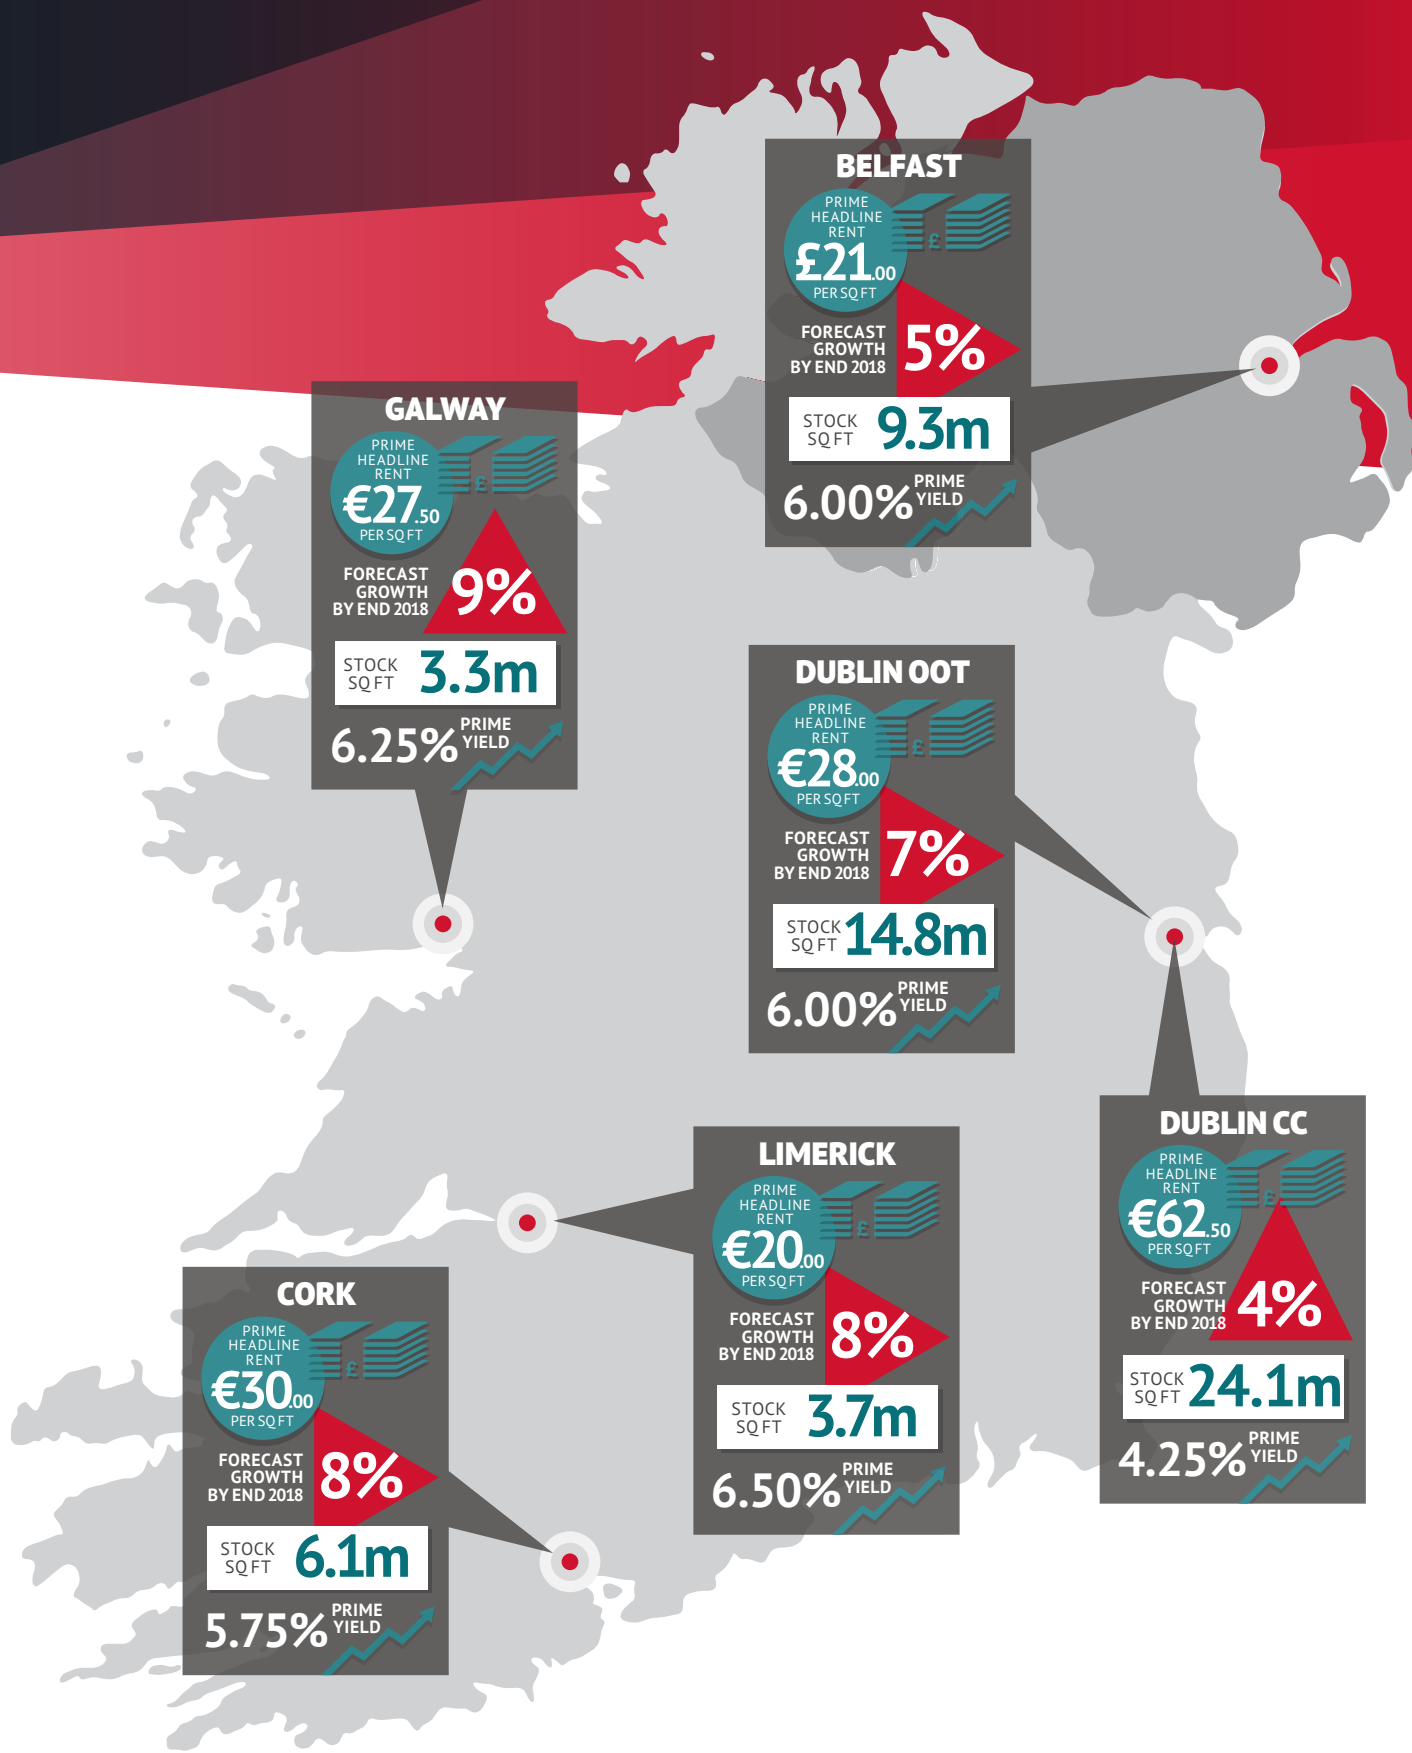 BELFAST
PRIME
HEADLINE
RENT
£21.00
PER SQ FT
£
FORECAST
GROWTH
BY END 2018
5%
STOCK
SQ FT
9.3m
6.00%
PRIME
YIELD
GALWAY
PRIME
HEADLINE
RENT
€27.50
PER SQ FT
£
FORECAST
GROWTH
BY END 2018
9%
STOCK
SQ FT
3.3m
6.25%
PRIME
YIELD
DUBLIN OOT
PRIME
HEADLINE
RENT
€28.00
PER SQ FT
£
FORECAST
GROWTH
BY END 2018
7%
STOCK
SQ FT
14.8m
6.00%
PRIME
YIELD
DUBLIN CC
PRIME
HEADLINE
RENT
€62.50
PER SQ FT
£
FORECAST
GROWTH
BY END 2018
4%
STOCK
SQ FT
24.1m
4.25%
PRIME
YIELD
LIMERICK
PRIME
HEADLINE
RENT
€20.00
PER SQ FT
£
FORECAST
GROWTH
BY END 2018
8%
STOCK
SQ FT
3.7m
6.50%
PRIME
YIELD
CORK
PRIME
HEADLINE
RENT
€30.00
PER SQ FT
£
FORECAST
GROWTH
BY END 2018
8%
STOCK
SQ FT
6.1m
5.75%
PRIME
YIELD